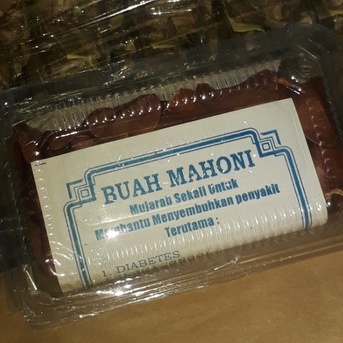 BUAH MAHONI
Mujarab Sekali Untuk
Membantu Menyembuhkan penyakit
Terutama :
1. DIABETES